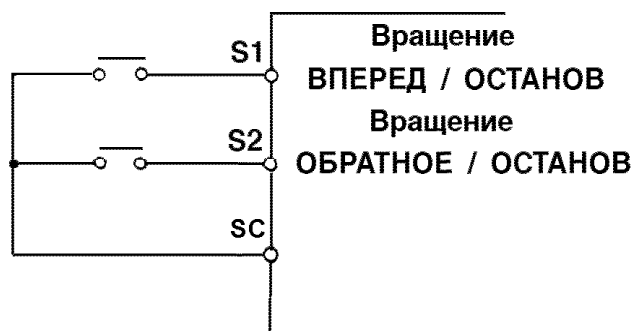 Вращение
S1
ВПЕРЕД / ОСТАНОВ
Вращение
S2
ОБРАТНОЕ / ОСТАНОВ
SC